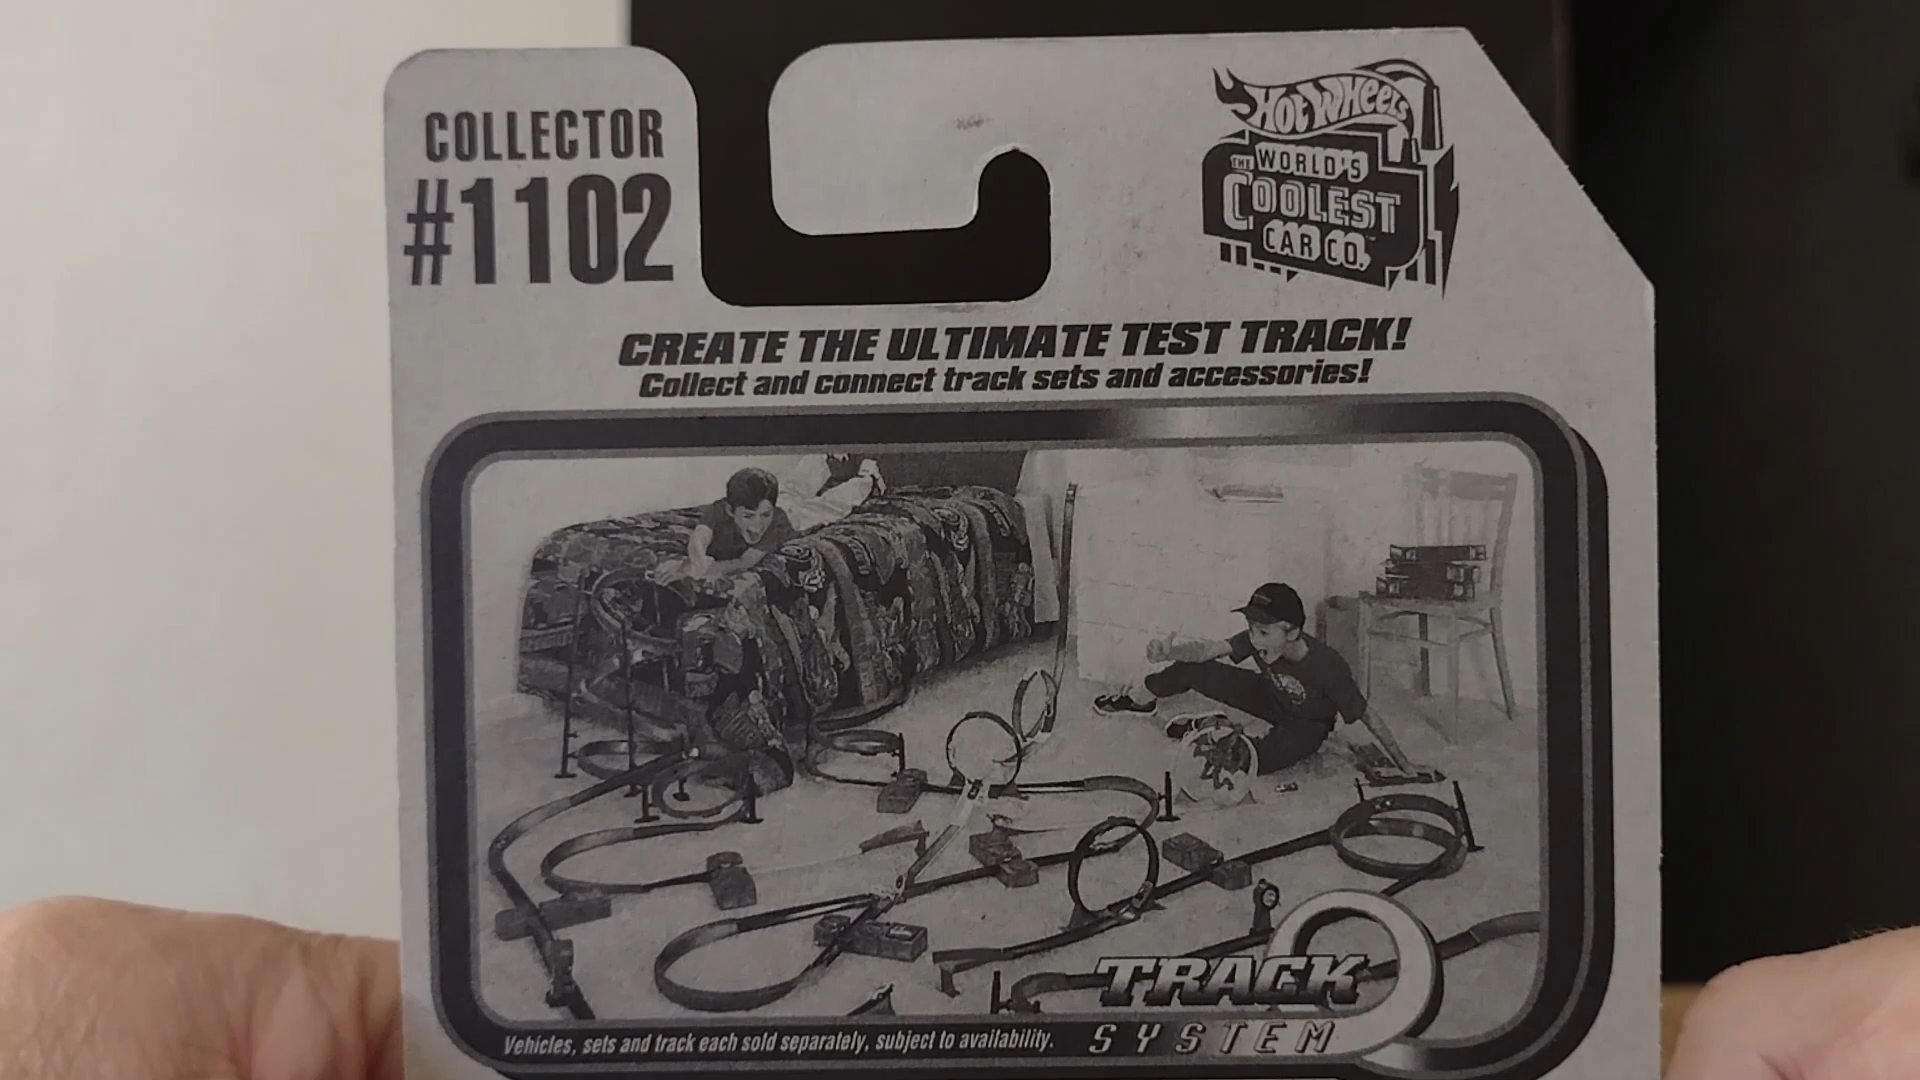 COLLECTOR
#1102
HOT WHEELS
THE WORLD'S
COOLEST
CAR CO.™
CREATE THE ULTIMATE TEST TRACK!
Collect and connect track sets and accessories!
TRACK
SYSTEM
Vehicles, sets and track each sold separately, subject to availability.